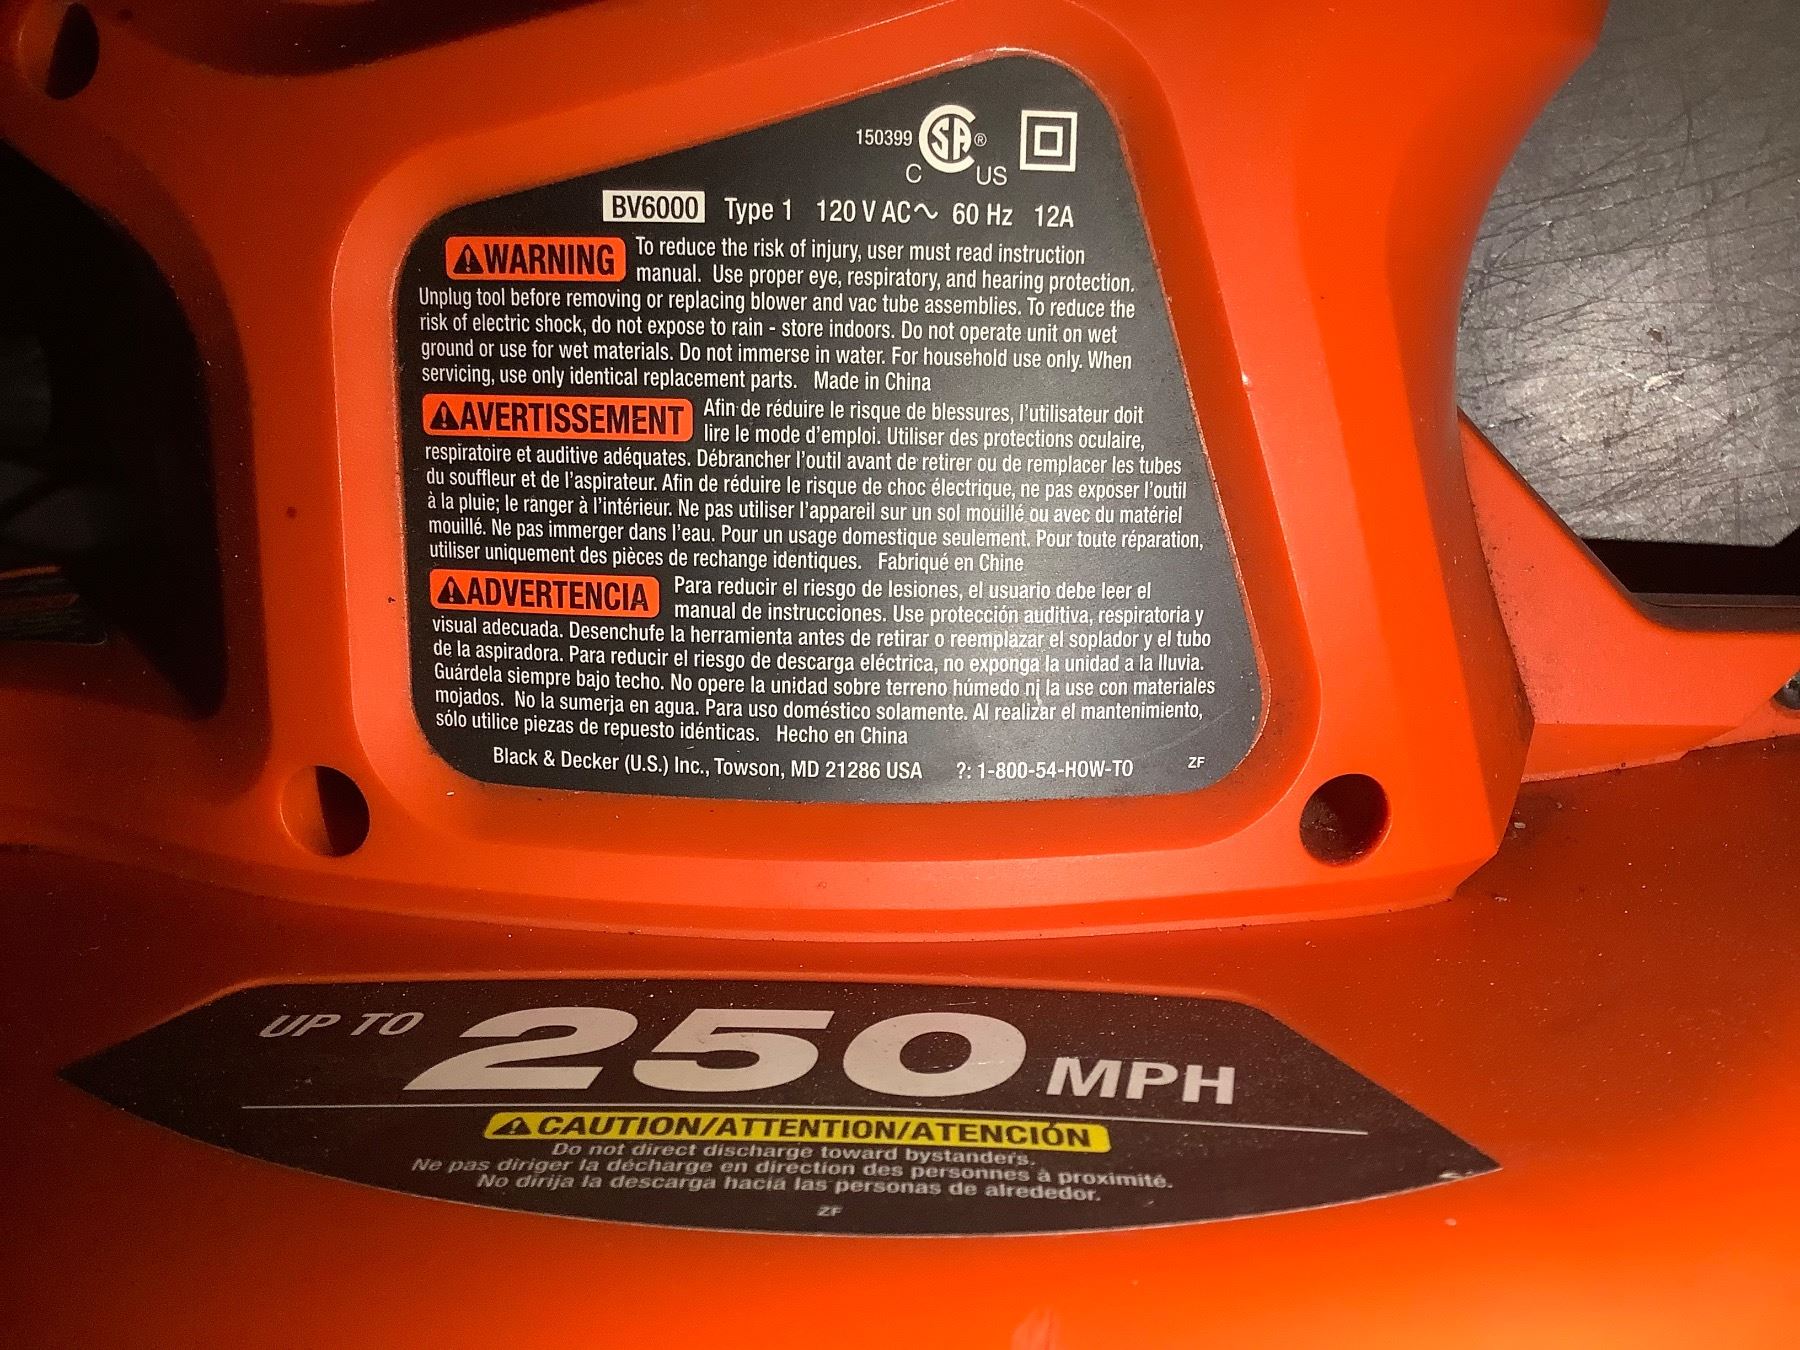 150399 CSA ®
C US
BV6000 Type 1 120 V AC~ 60 Hz 12A
⚠WARNING To reduce the risk of injury, user must read instruction
manual. Use proper eye, respiratory, and hearing protection.
Unplug tool before removing or replacing blower and vac tube assemblies. To reduce the
risk of electric shock, do not expose to rain - store indoors. Do not operate unit on wet
ground or use for wet materials. Do not immerse in water. For household use only. When
servicing, use only identical replacement parts. Made in China
⚠AVERTISSEMENT Afin de réduire le risque de blessures, l'utilisateur doit
lire le mode d'emploi. Utiliser des protections oculaire,
respiratoire et auditive adéquates. Débrancher l'outil avant de retirer ou de remplacer les tubes
du souffleur et de l'aspirateur. Afin de réduire le risque de choc électrique, ne pas exposer l'outil
à la pluie; le ranger à l'intérieur. Ne pas utiliser l'appareil sur un sol mouillé ou avec du matériel
mouillé. Ne pas immerger dans l'eau. Pour un usage domestique seulement. Pour toute réparation,
utiliser uniquement des pièces de rechange identiques. Fabriqué en Chine
⚠ADVERTENCIA Para reducir el riesgo de lesiones, el usuario debe leer el
manual de instrucciones. Use protección auditiva, respiratoria y
visual adecuada. Desenchufe la herramienta antes de retirar o reemplazar el soplador y el tubo
de la aspiradora. Para reducir el riesgo de descarga eléctrica, no exponga la unidad a la lluvia.
Guárdela siempre bajo techo. No opere la unidad sobre terreno húmedo ni la use con materiales
mojados. No la sumerja en agua. Para uso doméstico solamente. Al realizar el mantenimiento,
sólo utilice piezas de repuesto idénticas. Hecho en China
Black & Decker (U.S.) Inc., Towson, MD 21286 USA ?: 1-800-54-HOW-TO ZF
UP TO 250 MPH
⚠CAUTION/ATTENTION/ATENCIÓN
Do not direct discharge toward bystanders.
Ne pas diriger la décharge en direction des personnes à proximité.
No dirija la descarga hacia las personas de alrededor.
ZF